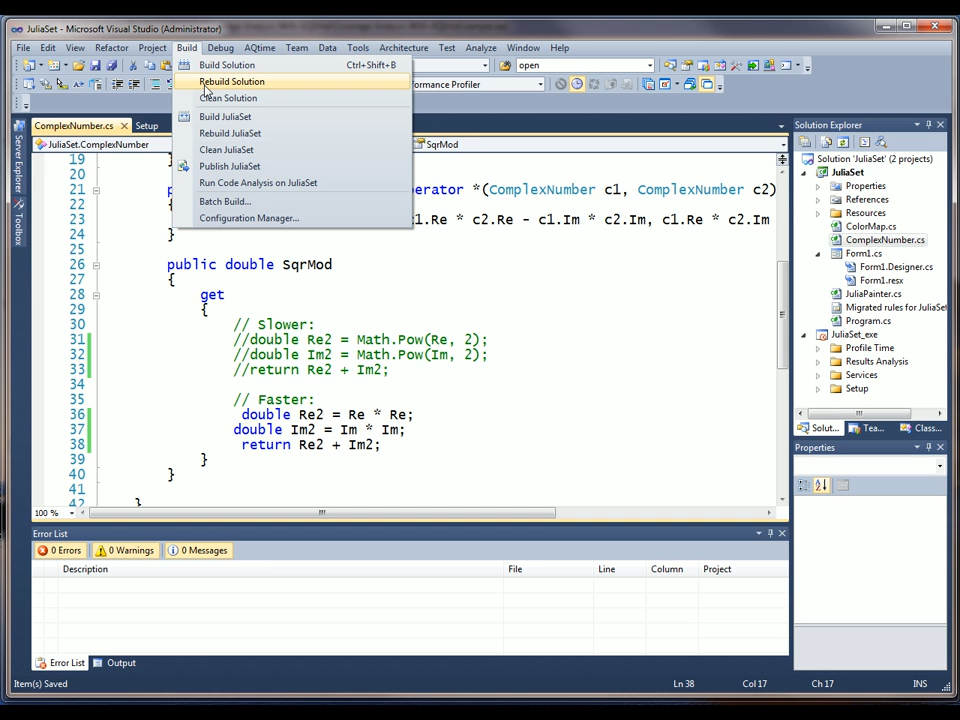 JuliaSet - Microsoft Visual Studio (Administrator)
File Edit View Refactor Project Build Debug AQtime Team Data Tools Architecture Test Analyze Window Help
open
ormance Profiler
Build Solution Ctrl+Shift+B
Rebuild Solution
Clean Solution
Build JuliaSet
Rebuild JuliaSet
Clean JuliaSet
Publish JuliaSet
Run Code Analysis on JuliaSet
Batch Build...
Configuration Manager...
Server Explorer
Toolbox
ComplexNumber.cs Setup
JuliaSet.ComplexNumber SqrMod
19 }
20
21 p erator *(ComplexNumber c1, ComplexNumber c2)
22 {
23 c1.Re * c2.Re - c1.Im * c2.Im, c1.Re * c2.Im
24 }
25
26 public double SqrMod
27 {
28 get
29 {
30 // Slower:
31 //double Re2 = Math.Pow(Re, 2);
32 //double Im2 = Math.Pow(Im, 2);
33 //return Re2 + Im2;
34
35 // Faster:
36 double Re2 = Re * Re;
37 double Im2 = Im * Im;
38 return Re2 + Im2;
39 }
40 }
41
42 }
100 %
Solution Explorer
Solution 'JuliaSet' (2 projects)
JuliaSet
Properties
References
Resources
ColorMap.cs
ComplexNumber.cs
Form1.cs
Form1.Designer.cs
Form1.resx
JuliaPainter.cs
Migrated rules for JuliaSet
Program.cs
JuliaSet_exe
Profile Time
Results Analysis
Services
Setup
Solut... Tea... Class...
Properties
Error List
0 Errors 0 Warnings 0 Messages
Description File Line Column Project
Error List Output
Item(s) Saved Ln 38 Col 17 Ch 17 INS